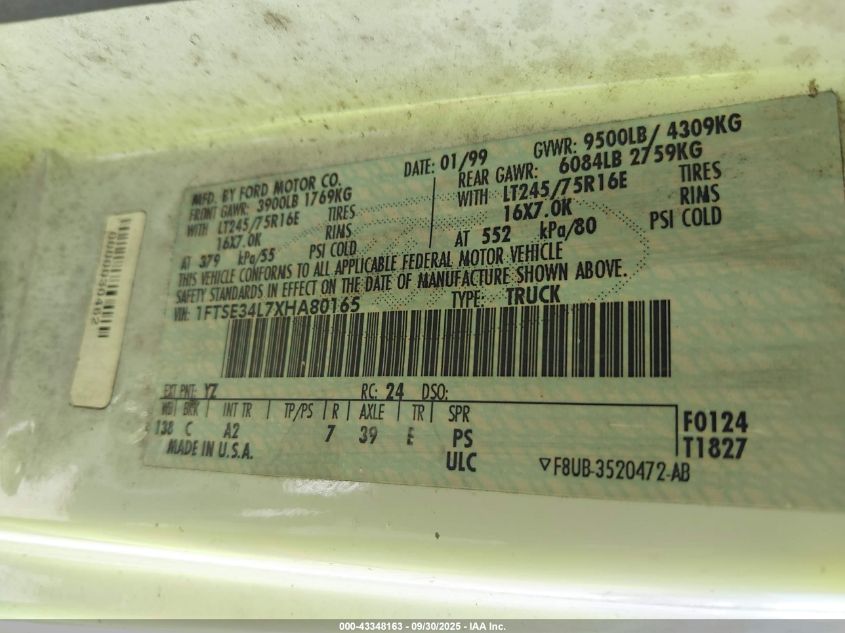 MFD. BY FORD MOTOR CO.
DATE: 01/99
GVWR: 9500LB/ 4309KG
FRONT GAWR: 3900LB 1769KG
REAR GAWR: 6084LB 2759KG
WITH LT245/75R16E TIRES
WITH LT245/75R16E TIRES
16X7.0K RIMS
16X7.0K RIMS
AT 379 kPa/55 PSI COLD
AT 552 kPa/80 PSI COLD
THIS VEHICLE CONFORMS TO ALL APPLICABLE FEDERAL MOTOR VEHICLE
SAFETY STANDARDS IN EFFECT ON THE DATE OF MANUFACTURE SHOWN ABOVE.
VIN: 1FTSE34L7XHA80165
TYPE: TRUCK
EXT PNT: YZ RC: 24 DSO:
WB BRK INT TR TP/PS R AXLE TR SPR
138 C A2 7 39 E PS
ULC
MADE IN U.S.A.
F0124
T1827
▽F8UB-3520472-AB
000-43348163 - 09/30/2025 - IAA Inc.